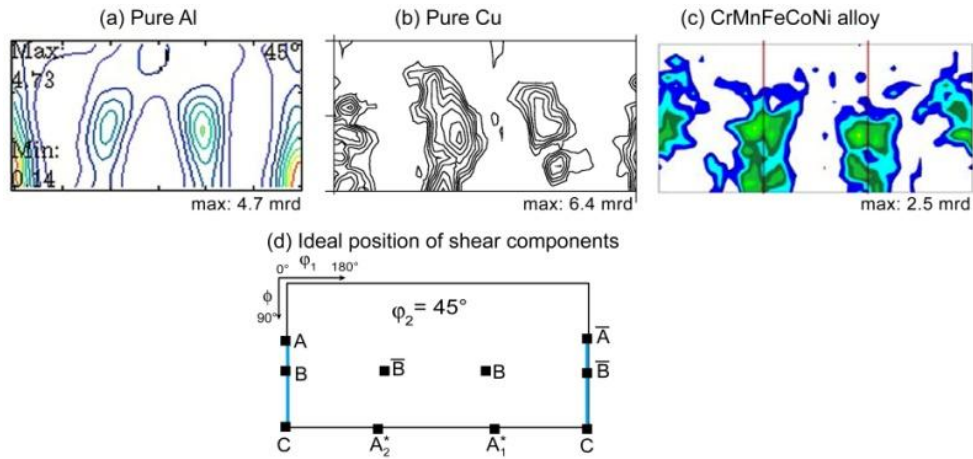 (a) Pure Al
(b) Pure Cu
(c) CrMnFeCoNi alloy
Max:
45°
4.73
Min:
0.14
max: 4.7 mrd
max: 6.4 mrd
max: 2.5 mrd
(d) Ideal position of shear components
0° φ₁ 180°
ϕ
90°
φ₂ = 45°
A
A̅
B
B̅
B
B̅
C
A₂*
A₁*
C